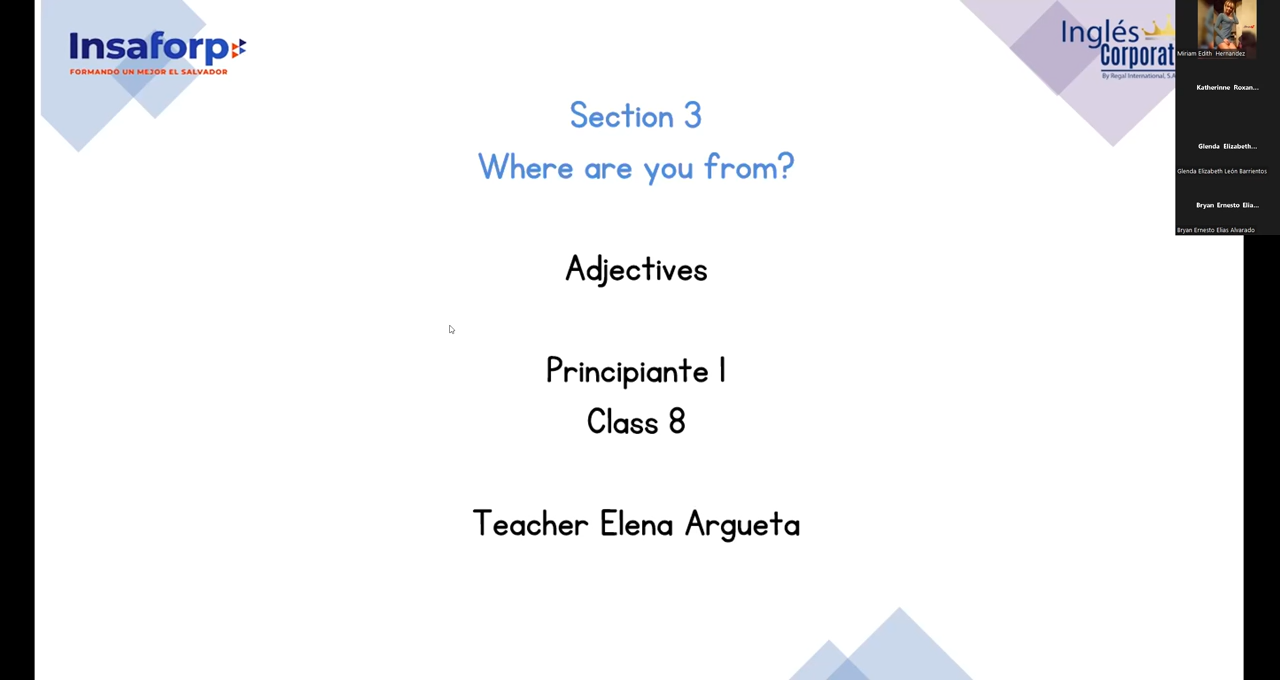 Insaforp
FORMANDO UN MEJOR EL SALVADOR
Inglés
Corporat
By Regal International, S.A
Section 3
Where are you from?
Adjectives
Principiante I
Class 8
Teacher Elena Argueta
Miriam Edith Hernandez
Katherinne Roxan...
Glenda Elizabeth...
Glenda Elizabeth León Barrientos
Bryan Ernesto Elia...
Bryan Ernesto Elias Alvarado